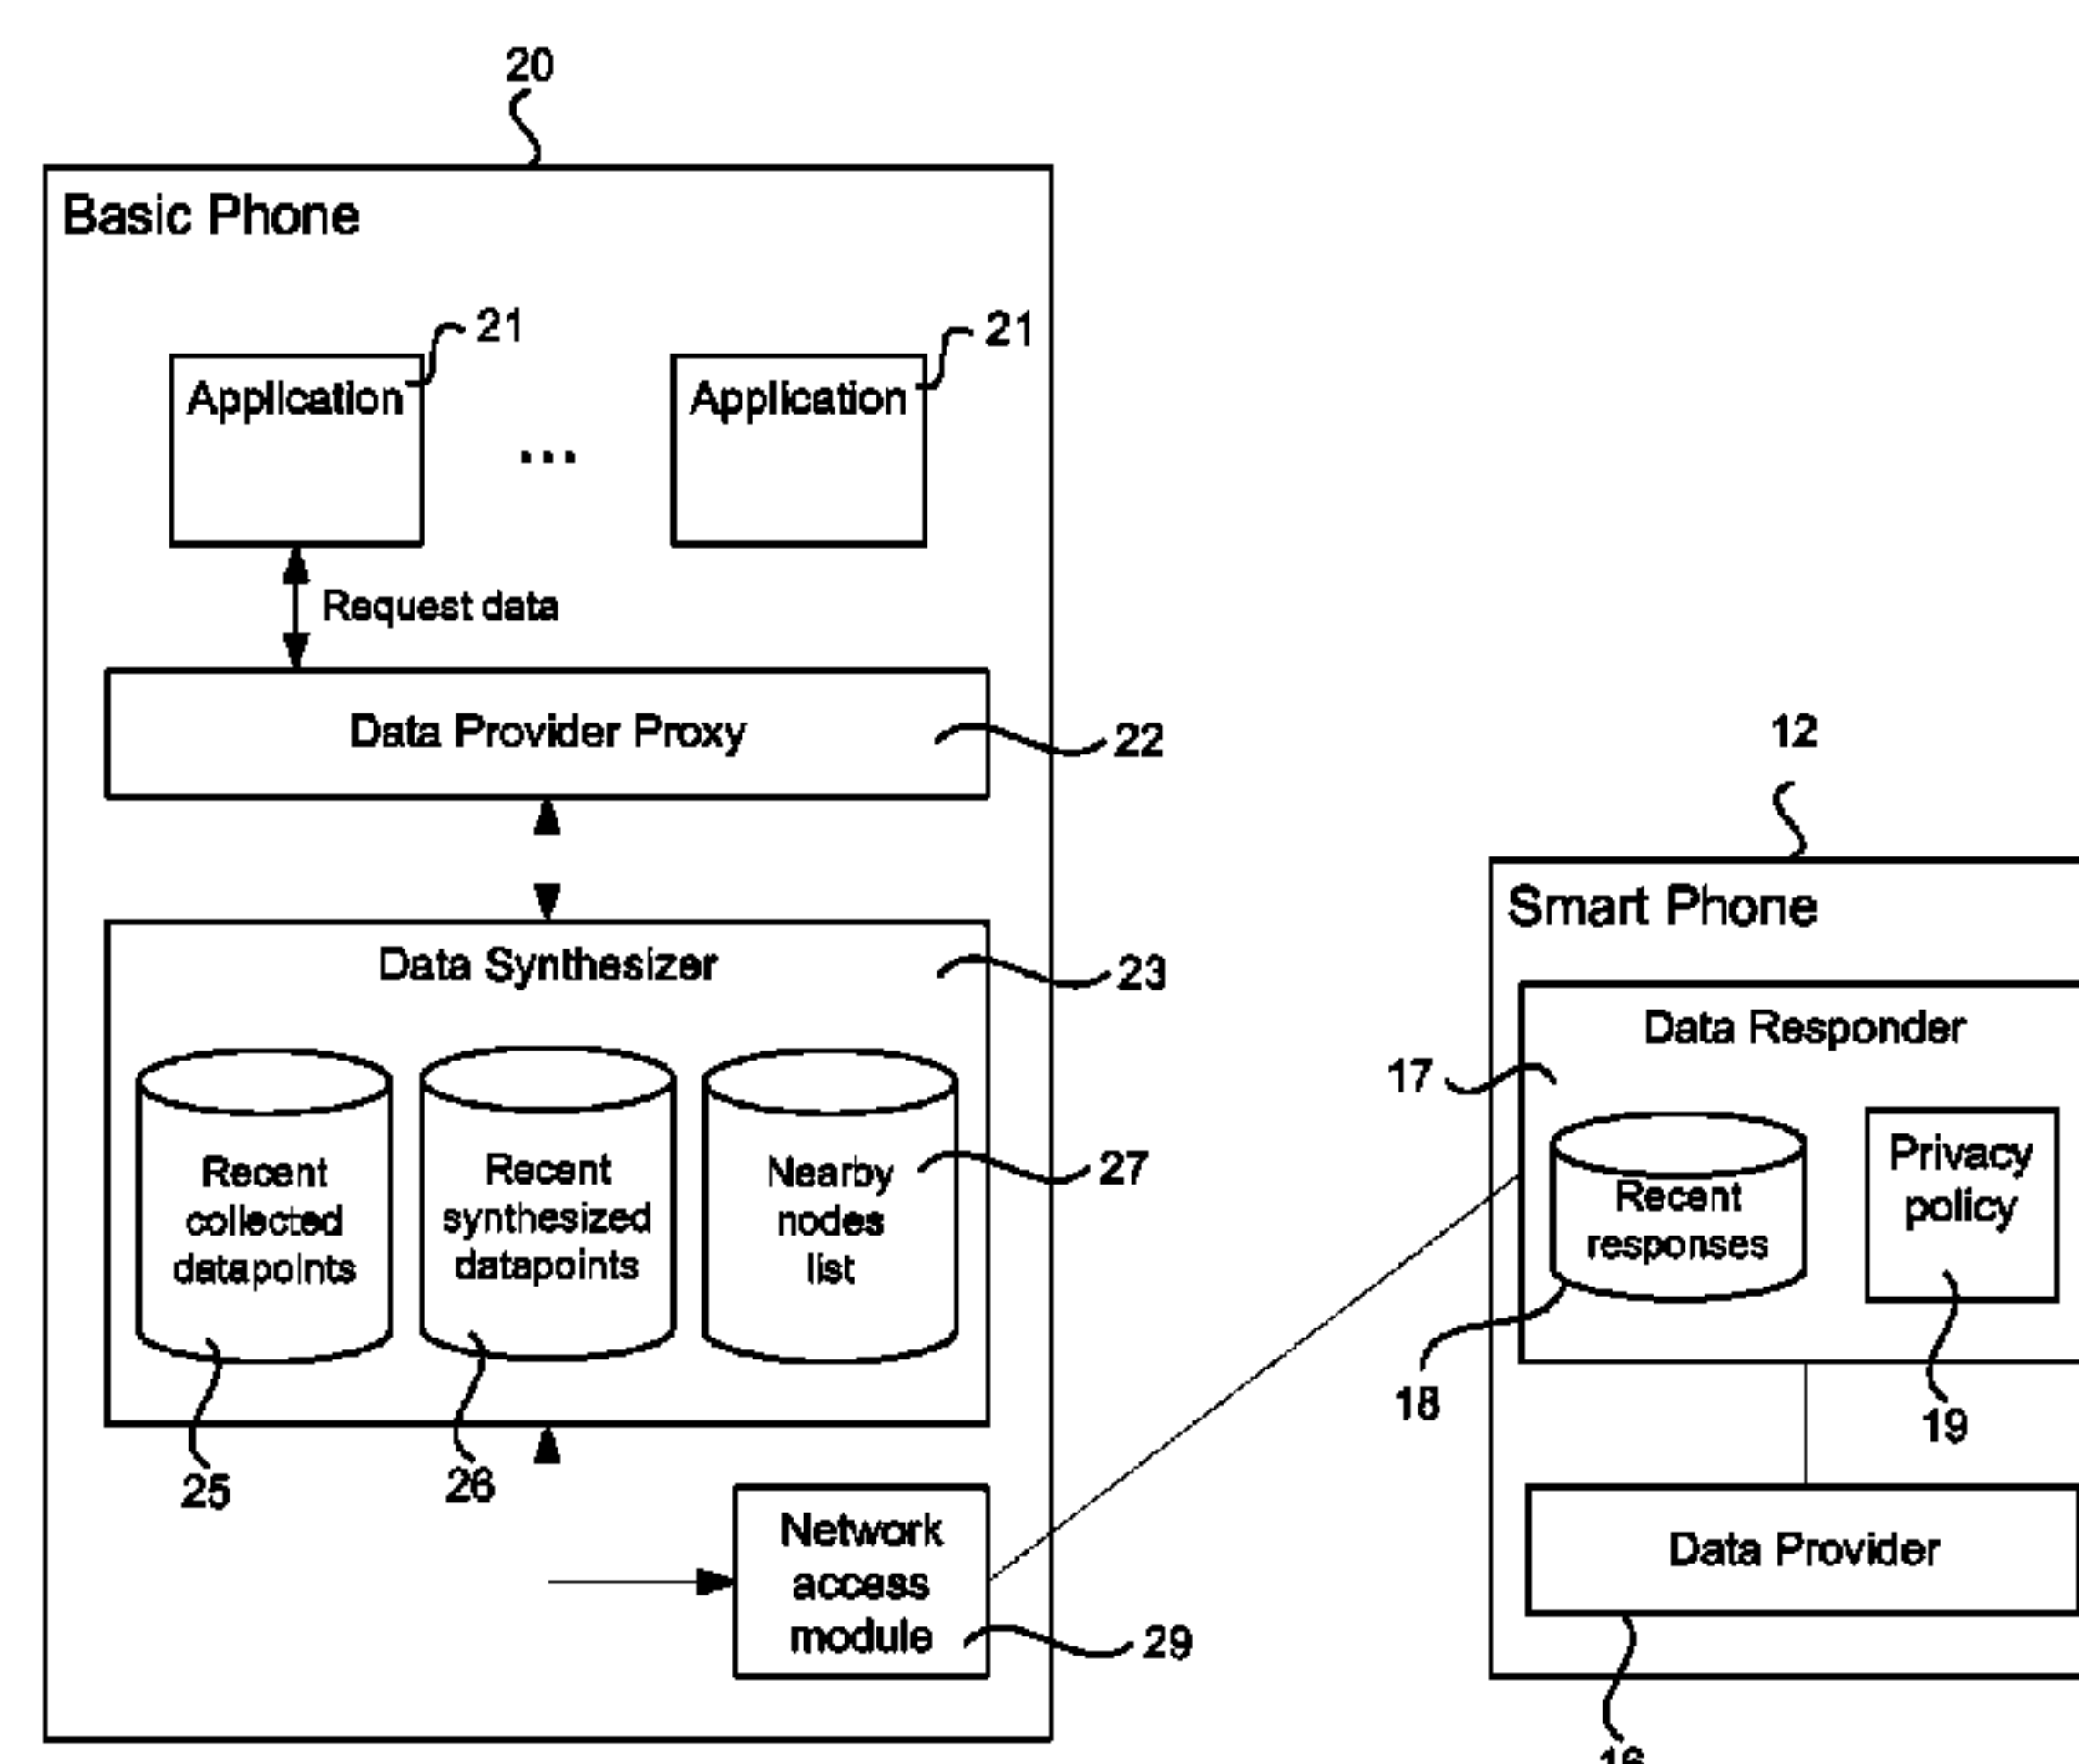 20
Basic Phone
21
21
Application
Application
...
Request data
Data Provider Proxy
22
12
Smart Phone
Data Synthesizer
23
Data Responder
17
Recent
collected
datapoints
Recent
synthesized
datapoints
Nearby
nodes
list
27
Recent
responses
Privacy
policy
18
19
25
26
Network
access
module
29
Data Provider
16